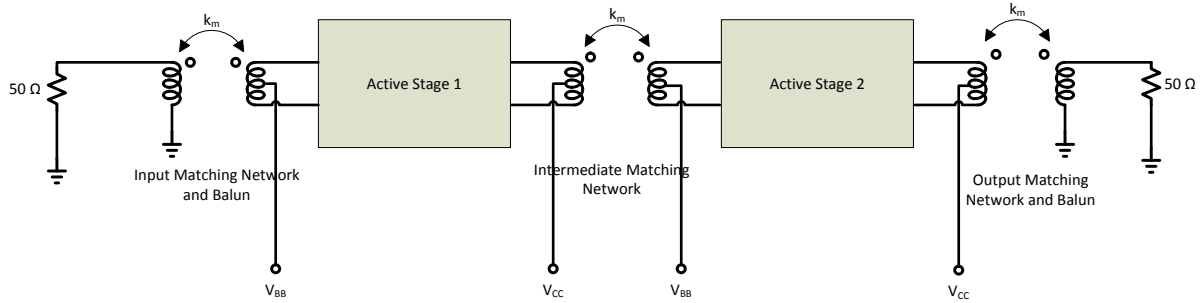 k_m
k_m
k_m
50 Ω
Active Stage 1
Active Stage 2
50 Ω
Input Matching Network
and Balun
Intermediate Matching
Network
Output Matching
Network and Balun
V_BB
V_CC
V_BB
V_CC